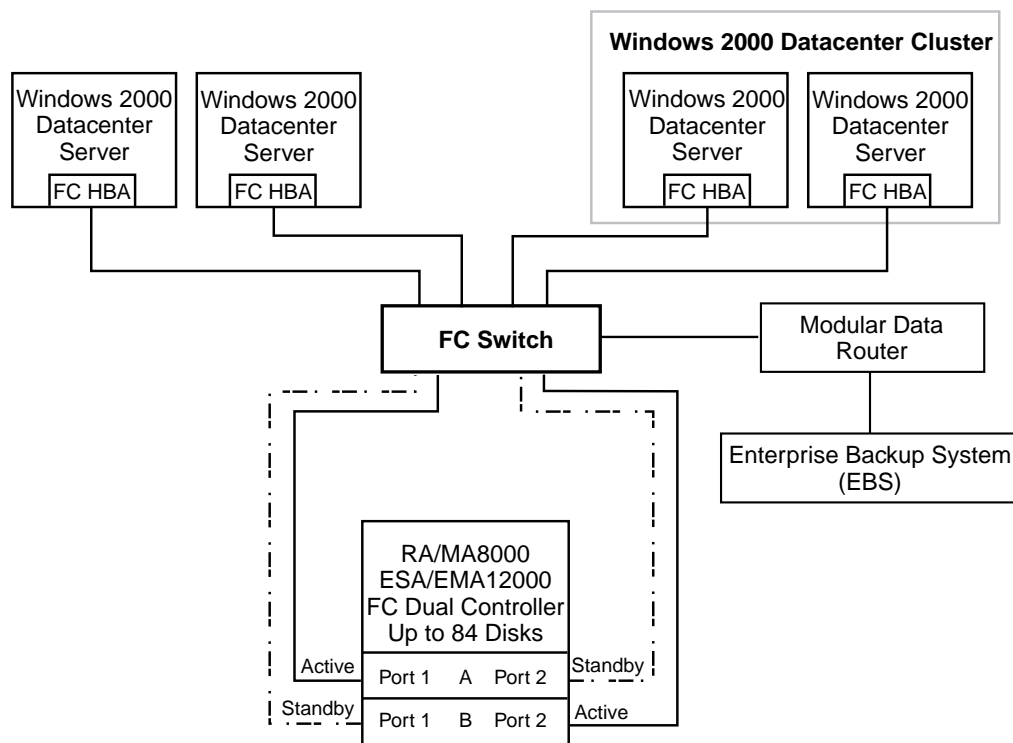 Windows 2000 Datacenter Cluster
Windows 2000
Datacenter
Server
FC HBA
Windows 2000
Datacenter
Server
FC HBA
Windows 2000
Datacenter
Server
FC HBA
Windows 2000
Datacenter
Server
FC HBA
FC Switch
Modular Data
Router
Enterprise Backup System
(EBS)
RA/MA8000
ESA/EMA12000
FC Dual Controller
Up to 84 Disks
Active
Port 1 A Port 2
Standby
Standby
Port 1 B Port 2
Active